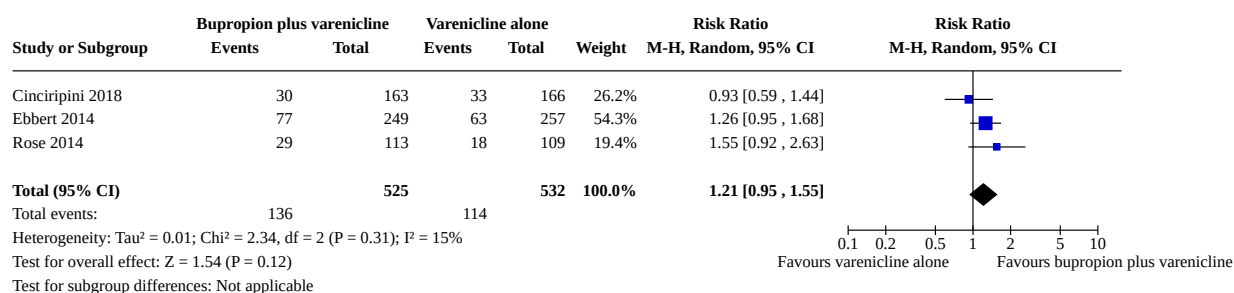 Bupropion plus varenicline Varenicline alone Risk Ratio Risk Ratio
Study or Subgroup Events Total Events Total Weight M-H, Random, 95% CI M-H, Random, 95% CI
Cinciripini 2018 30 163 33 166 26.2% 0.93 [0.59 , 1.44]
Ebbert 2014 77 249 63 257 54.3% 1.26 [0.95 , 1.68]
Rose 2014 29 113 18 109 19.4% 1.55 [0.92 , 2.63]
Total (95% CI) 525 532 100.0% 1.21 [0.95 , 1.55]
Total events: 136 114
Heterogeneity: Tau² = 0.01; Chi² = 2.34, df = 2 (P = 0.31); I² = 15%
0.1 0.2 0.5 1 2 5 10
Test for overall effect: Z = 1.54 (P = 0.12) Favours varenicline alone Favours bupropion plus varenicline
Test for subgroup differences: Not applicable